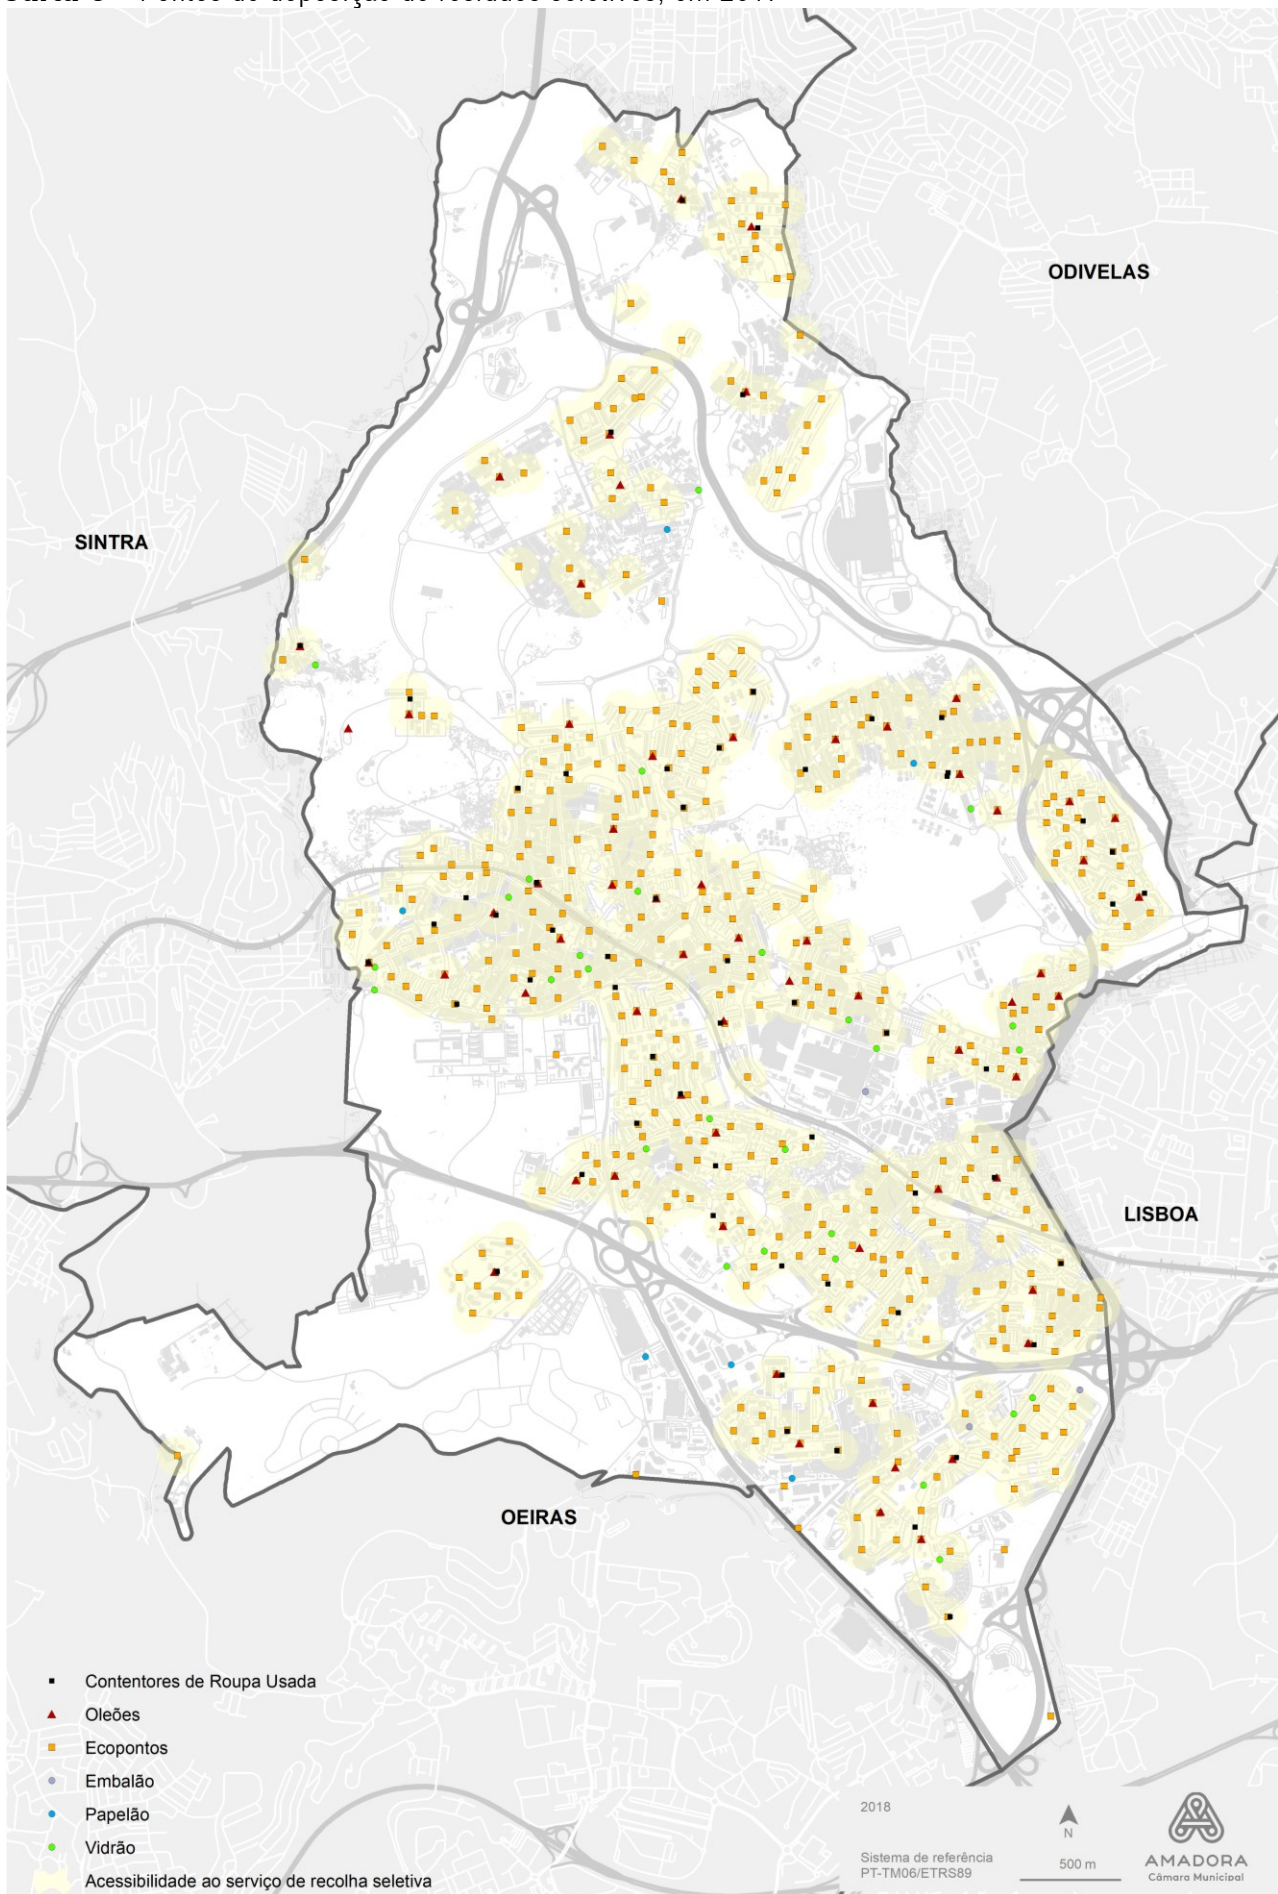 ODIVELAS
SINTRA
LISBOA
OEIRAS
Contentores de Roupa Usada
Oleões
Ecopontos
Embalão
Papelão
Vidrão
Acessibilidade ao serviço de recolha seletiva
2018
N
Sistema de referência
PT-TM06/ETRS89
500 m
AMADORA
Câmara Municipal